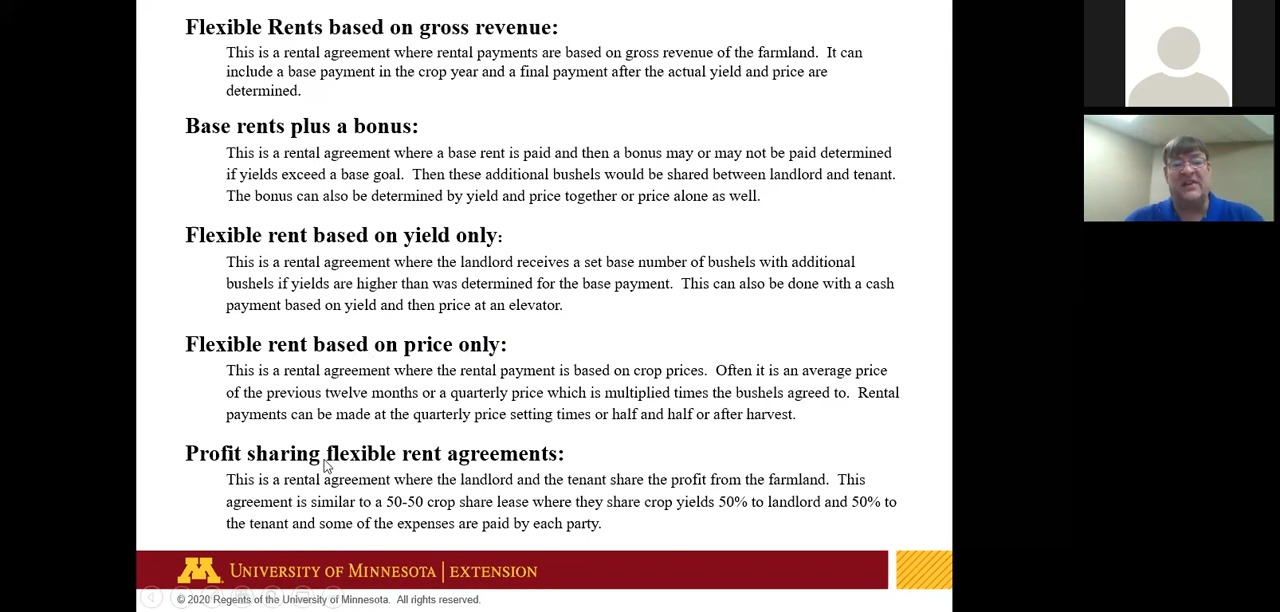 Flexible Rents based on gross revenue:
This is a rental agreement where rental payments are based on gross revenue of the farmland. It can
include a base payment in the crop year and a final payment after the actual yield and price are
determined.
Base rents plus a bonus:
This is a rental agreement where a base rent is paid and then a bonus may or may not be paid determined
if yields exceed a base goal. Then these additional bushels would be shared between landlord and tenant.
The bonus can also be determined by yield and price together or price alone as well.
Flexible rent based on yield only:
This is a rental agreement where the landlord receives a set base number of bushels with additional
bushels if yields are higher than was determined for the base payment. This can also be done with a cash
payment based on yield and then price at an elevator.
Flexible rent based on price only:
This is a rental agreement where the rental payment is based on crop prices. Often it is an average price
of the previous twelve months or a quarterly price which is multiplied times the bushels agreed to. Rental
payments can be made at the quarterly price setting times or half and half or after harvest.
Profit sharing flexible rent agreements:
This is a rental agreement where the landlord and the tenant share the profit from the farmland. This
agreement is similar to a 50-50 crop share lease where they share crop yields 50% to landlord and 50% to
the tenant and some of the expenses are paid by each party.
M UNIVERSITY OF MINNESOTA | EXTENSION
© 2020 Regents of the University of Minnesota. All rights reserved.